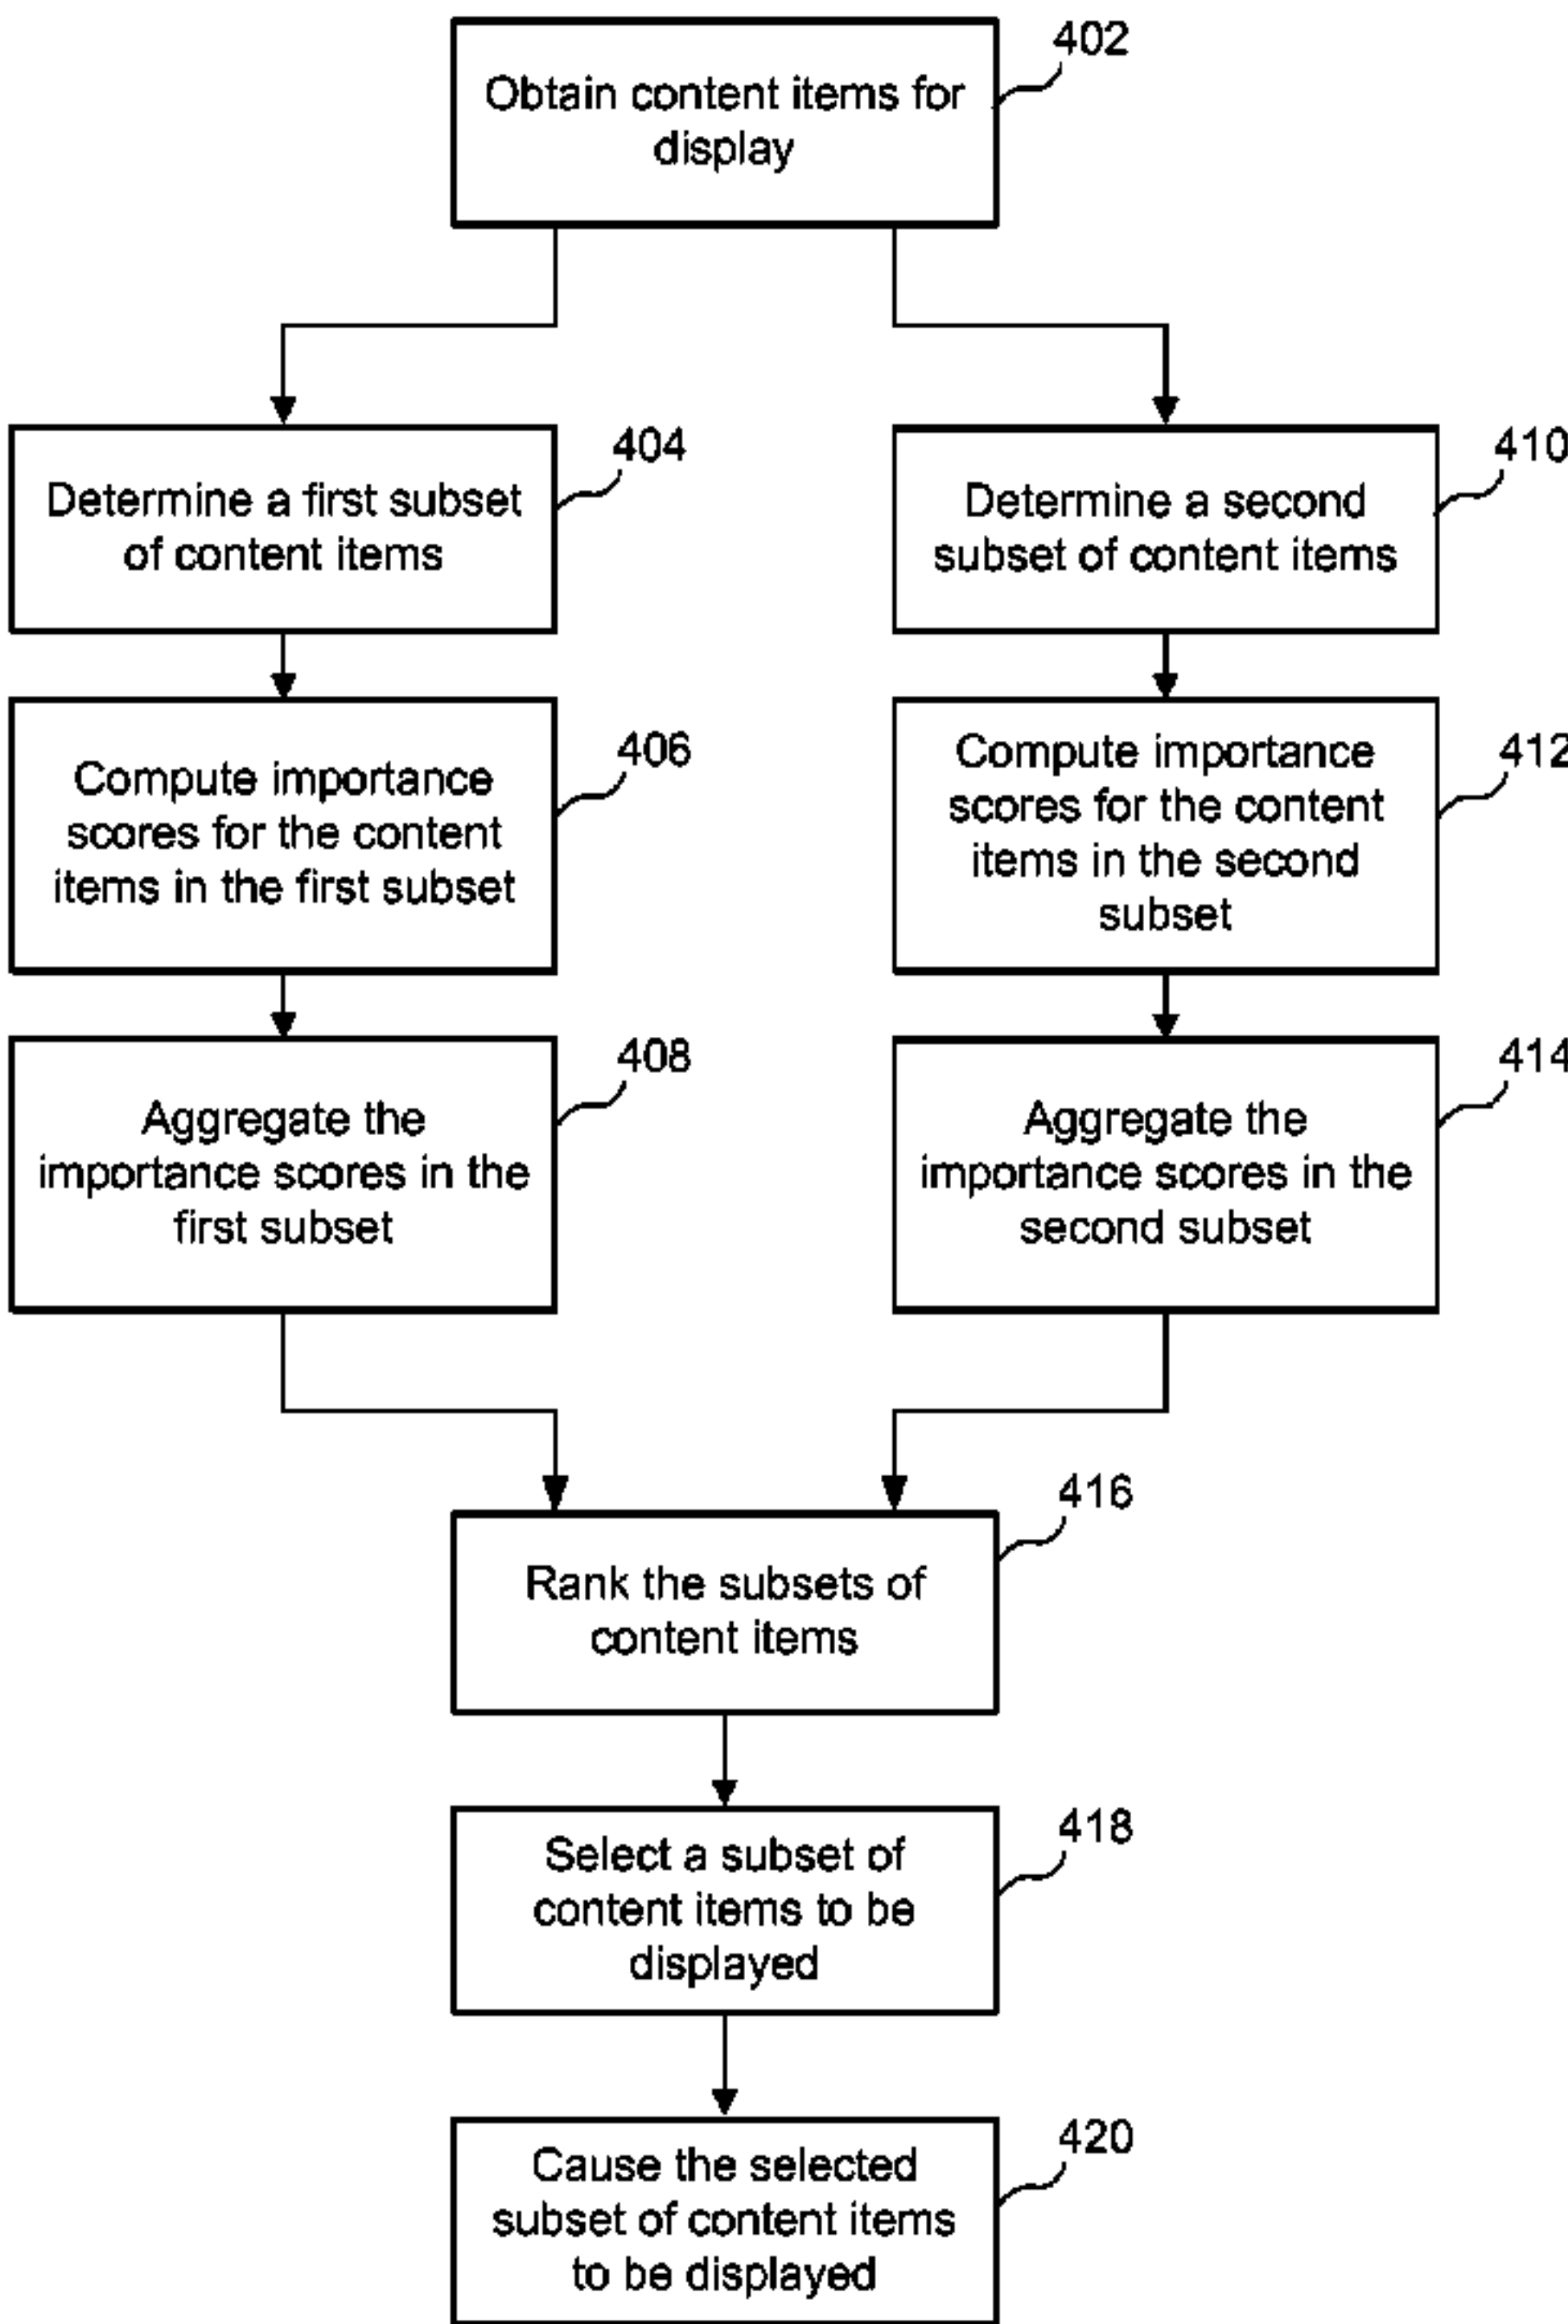 402
Obtain content items for
display
404
Determine a first subset
of content items
410
Determine a second
subset of content items
406
Compute importance
scores for the content
items in the first subset
412
Compute importance
scores for the content
items in the second
subset
408
Aggregate the
importance scores in the
first subset
414
Aggregate the
importance scores in the
second subset
416
Rank the subsets of
content items
418
Select a subset of
content items to be
displayed
420
Cause the selected
subset of content items
to be displayed